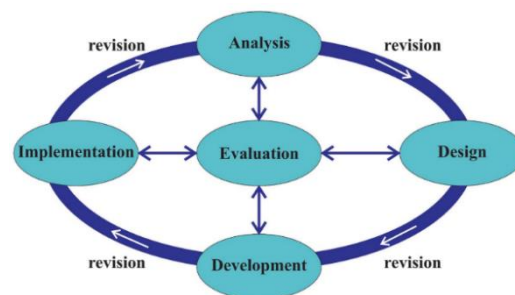 Analysis
revision
revision
Implementation
Evaluation
Design
revision
revision
Development